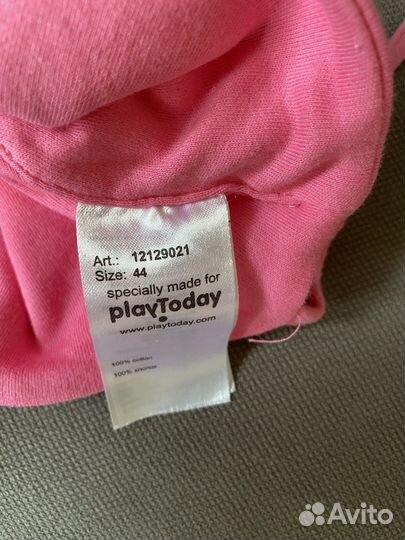 Art.: 12129021
Size: 44
specially made for
playToday
www.playtoday.com
100% cotton
100% хлопок
Avito